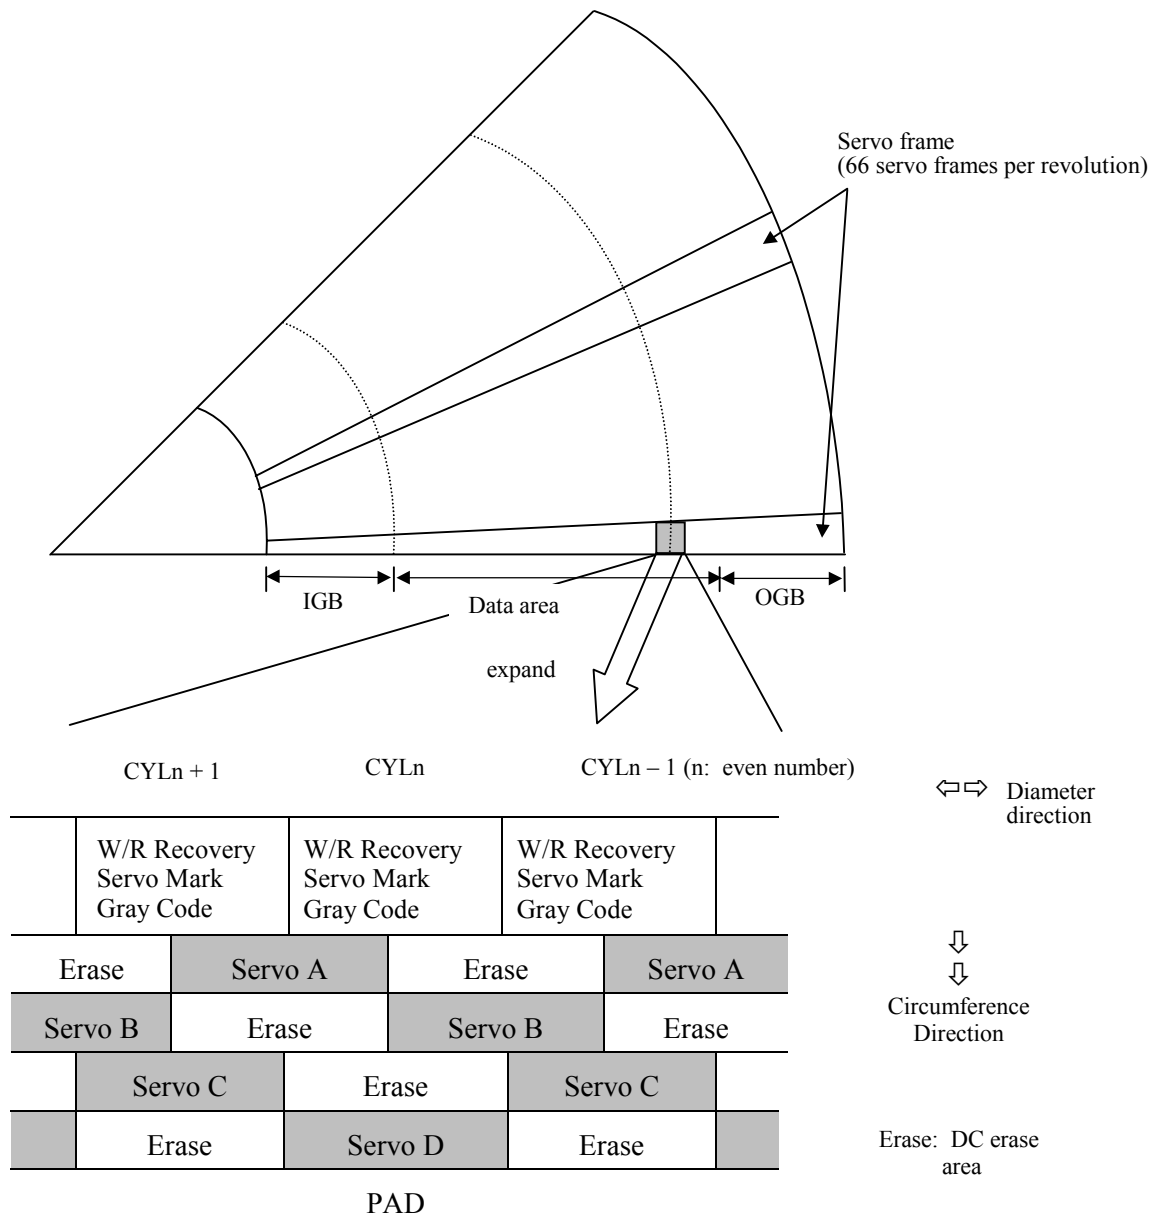 Servo frame
(66 servo frames per revolution)
IGB
Data area
OGB
expand
CYLn + 1
CYLn
CYLn – 1 (n: even number)
Diameter
direction
W/R Recovery
Servo Mark
Gray Code
W/R Recovery
Servo Mark
Gray Code
W/R Recovery
Servo Mark
Gray Code
Erase
Servo A
Erase
Servo A
Servo B
Erase
Servo B
Erase
Circumference
Direction
Servo C
Erase
Servo C
Erase
Servo D
Erase
Erase: DC erase
area
PAD